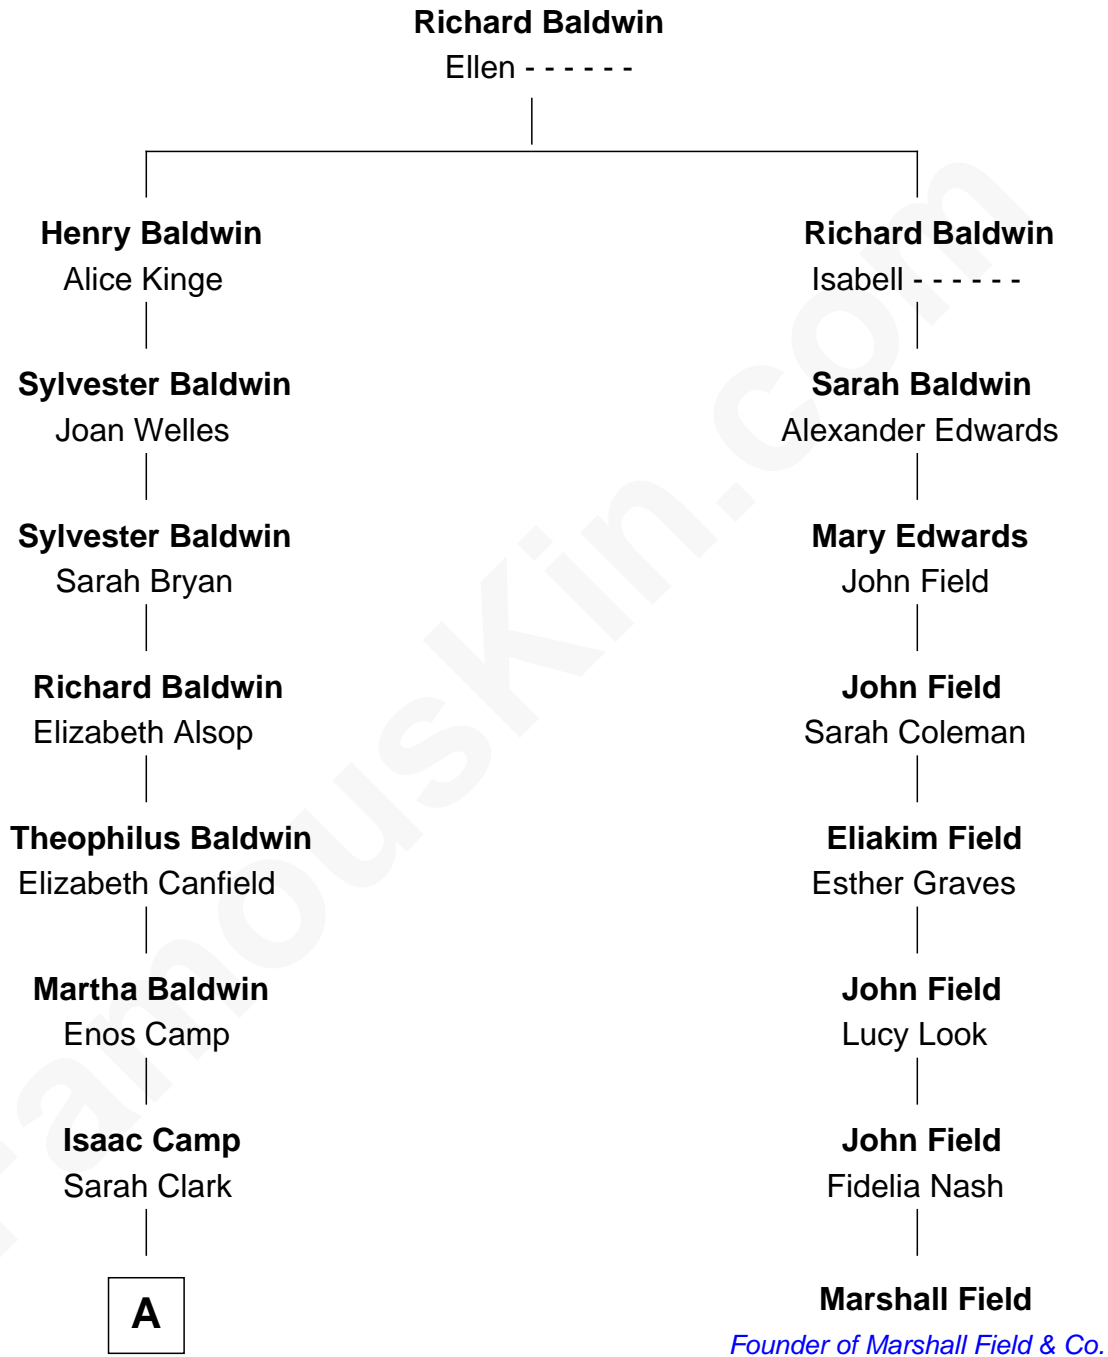 Richard Baldwin
Ellen - - - - - -
Henry Baldwin
Alice Kinge
Richard Baldwin
Isabell - - - - - -
Sylvester Baldwin
Joan Welles
Sarah Baldwin
Alexander Edwards
Sylvester Baldwin
Sarah Bryan
Mary Edwards
John Field
Richard Baldwin
Elizabeth Alsop
John Field
Sarah Coleman
Theophilus Baldwin
Elizabeth Canfield
Eliakim Field
Esther Graves
Martha Baldwin
Enos Camp
John Field
Lucy Look
Isaac Camp
Sarah Clark
John Field
Fidelia Nash
A
Marshall Field
Founder of Marshall Field & Co.
FamousKin.com